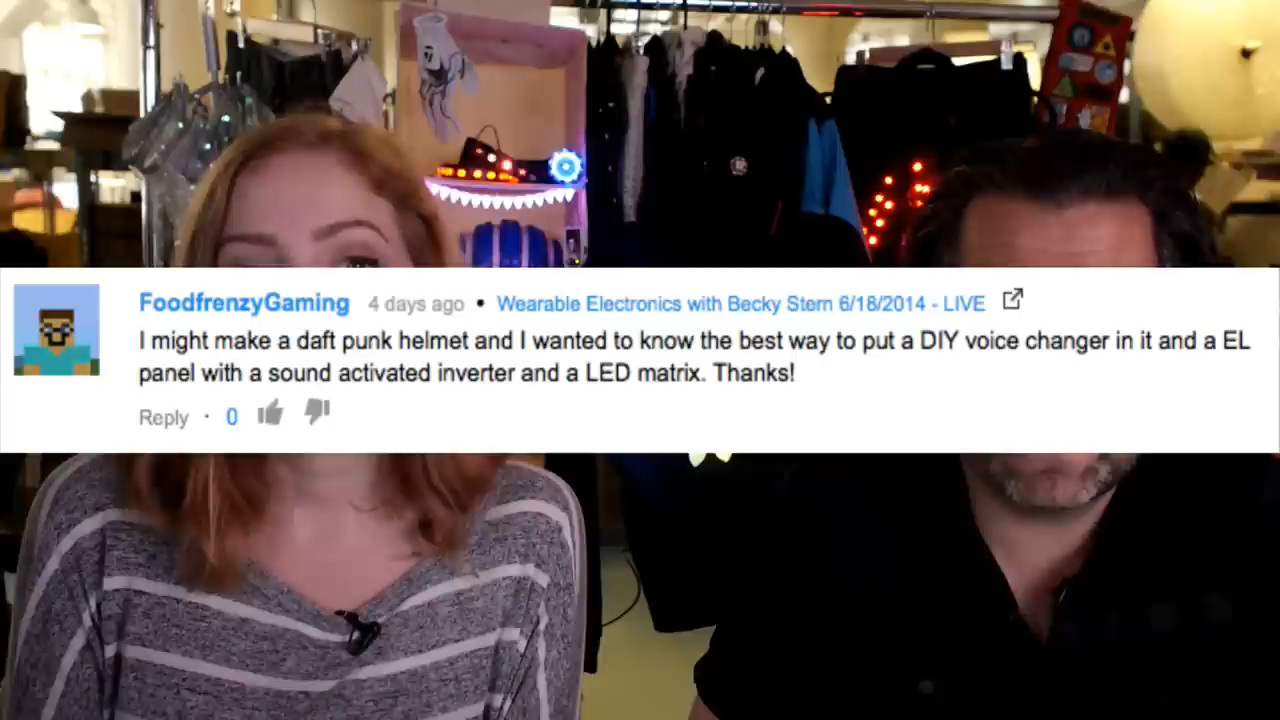 FoodfrenzyGaming 4 days ago • Wearable Electronics with Becky Stern 6/18/2014 - LIVE
I might make a daft punk helmet and I wanted to know the best way to put a DIY voice changer in it and a EL
panel with a sound activated inverter and a LED matrix. Thanks!
Reply · 0